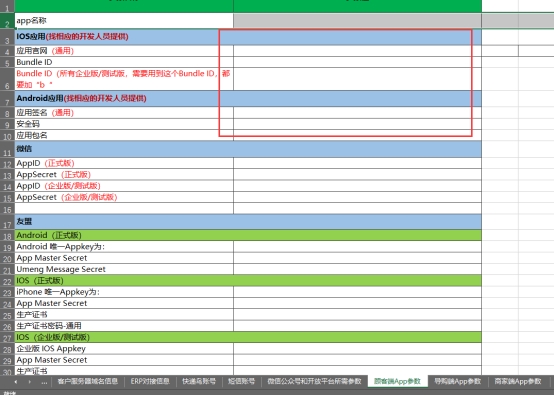 1
2 app名称
3 IOS应用(找相应的开发人员提供)
4 应用官网（通用）
5 Bundle ID
6 Bundle ID（所有企业版/测试版，需要用到这个Bundle ID，都要加“b “
7 Android应用(找相应的开发人员提供)
8 应用签名（通用）
9 安全码
10 应用包名
11 微信
12 AppID（正式版）
13 AppSecret（正式版）
14 AppID（企业版/测试版）
15 AppSecret（企业版/测试版）
16
17 友盟
18 Android（正式版）
19 Android 唯一Appkey为：
20 App Master Secret
21 Umeng Message Secret
22 IOS（正式版）
23 iPhone 唯一Appkey为：
24 App Master Secret
25 生产证书
26 生产证书密码-通用
27 IOS（企业版/测试版）
28 企业版 IOS Appkey
29 App Master Secret
30 生产证书
... 客户服务器域名信息 ERP对接信息 快递鸟账号 短信账号 微信公众号和开放平台所需参数 顾客端App参数 导购端App参数 商家端App参数